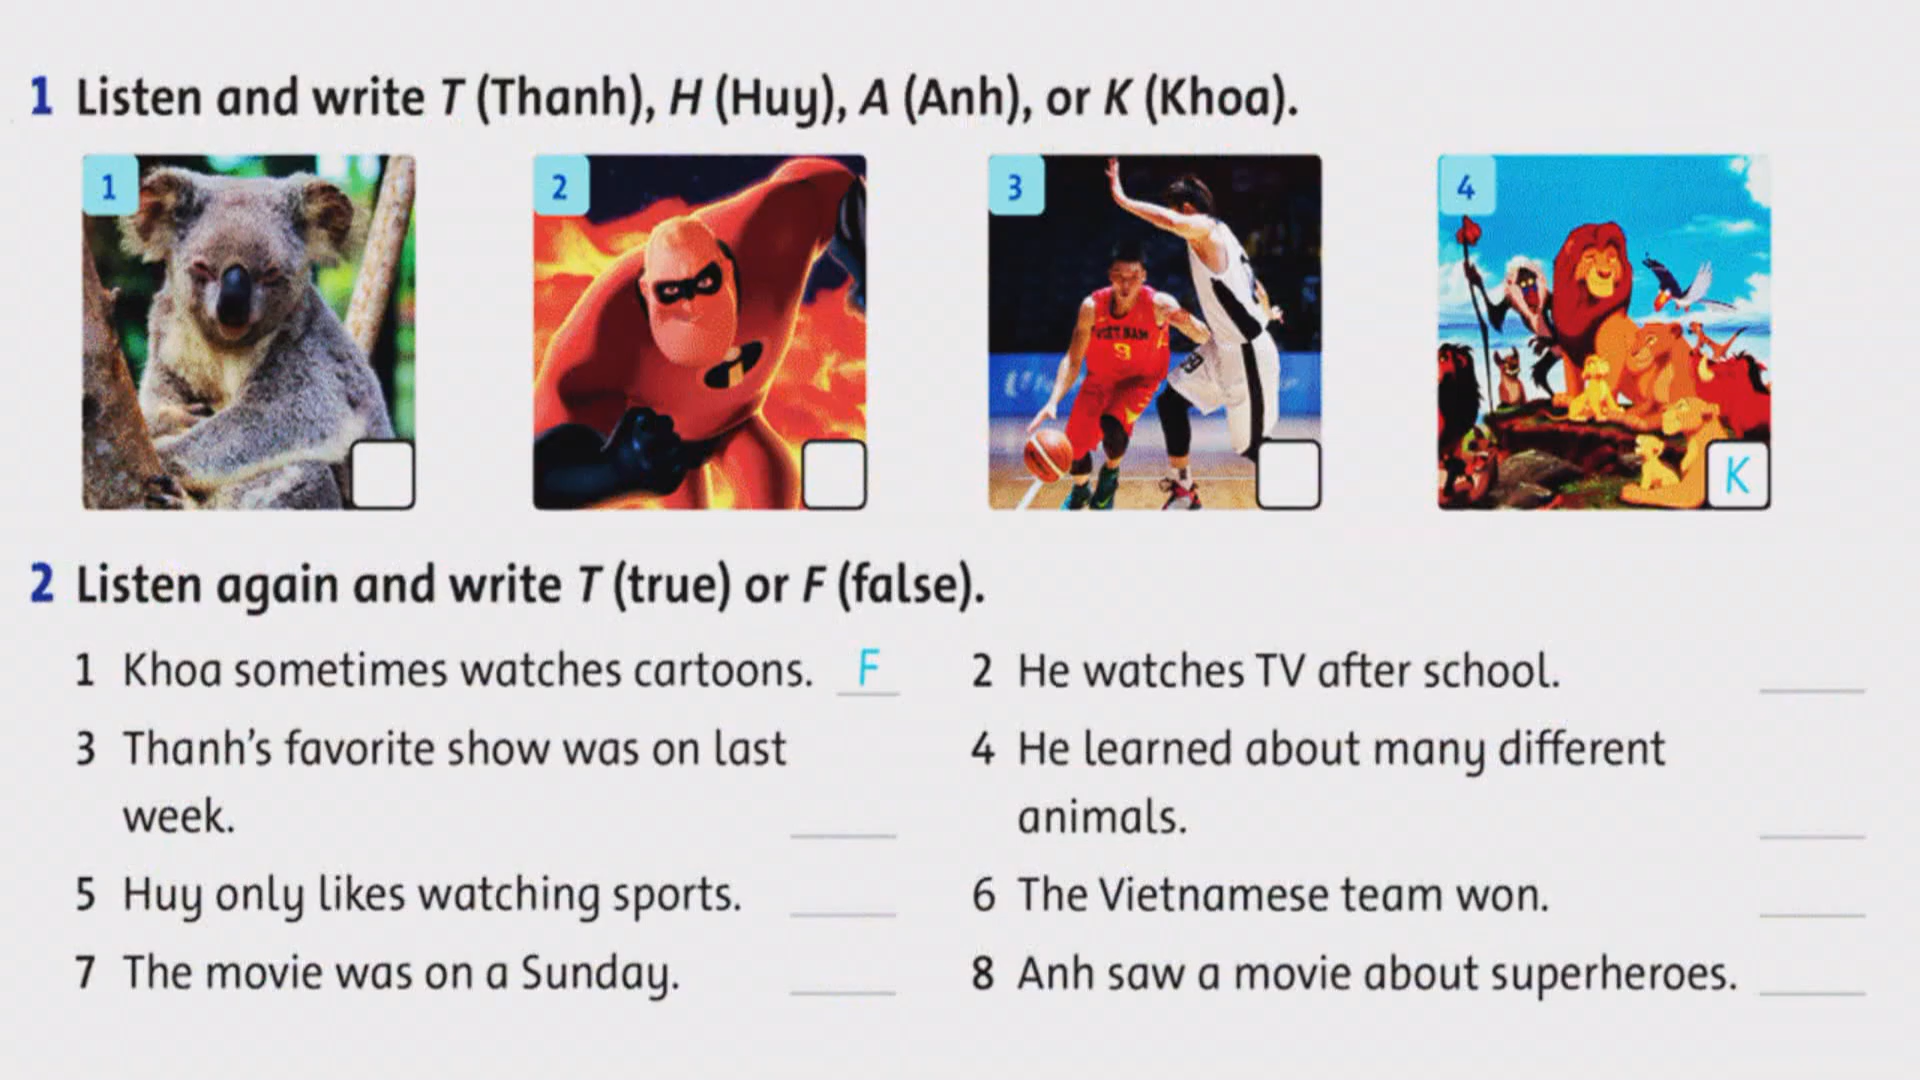 1 Listen and write T (Thanh), H (Huy), A (Anh), or K (Khoa).
1
2
3
4
VIET NAM
9
K
2 Listen again and write T (true) or F (false).
1 Khoa sometimes watches cartoons. F
2 He watches TV after school.
3 Thanh's favorite show was on last
week.
4 He learned about many different
animals.
5 Huy only likes watching sports.
6 The Vietnamese team won.
7 The movie was on a Sunday.
8 Anh saw a movie about superheroes.